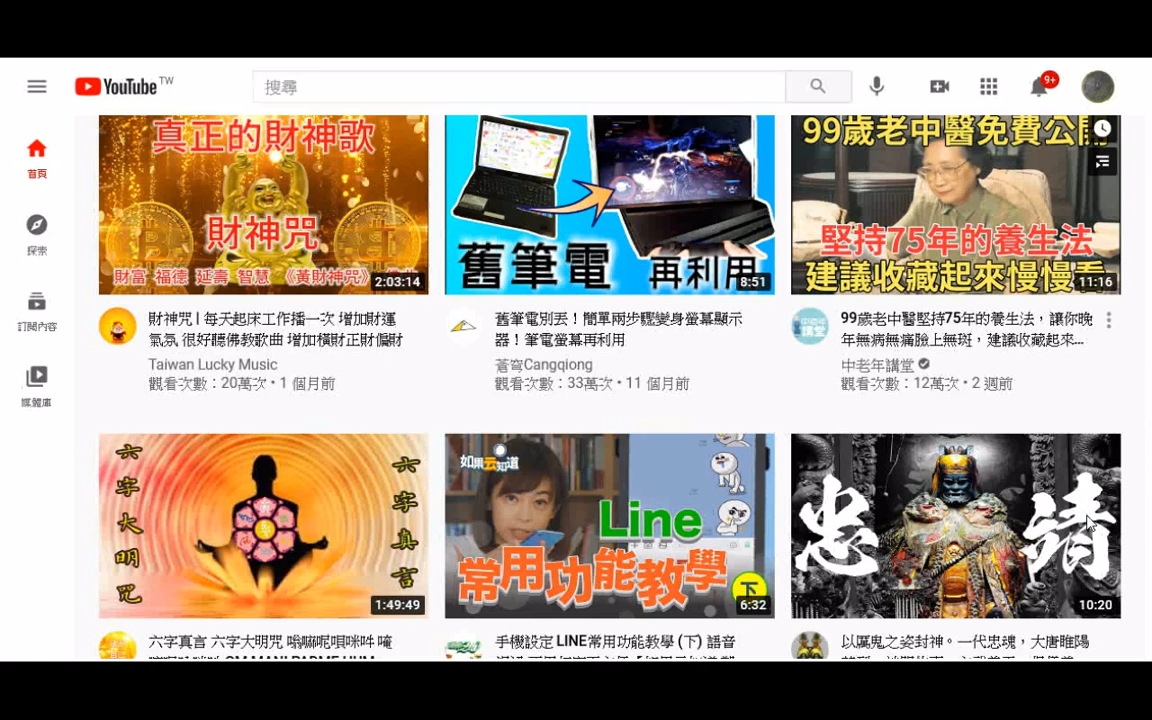 YouTube TW
搜尋
9+
首頁
探索
訂閱內容
媒體庫
真正的財神歌
財神咒
財富 福德 延壽 智慧 《黃財神咒》
2:03:14
財神咒 | 每天起床工作播一次 增加財運
氣氛 很好聽佛教歌曲 增加橫財正財偏財
Taiwan Lucky Music
觀看次數：20萬次 • 1 個月前
舊筆電 再利用
8:51
舊筆電別丟！簡單兩步驟變身螢幕顯示
器！筆電螢幕再利用
蒼穹Cangqiong
觀看次數：33萬次 • 11 個月前
99歲老中醫免費公開
堅持75年的養生法
建議收藏起來慢慢看
11:16
99歲老中醫堅持75年的養生法，讓你晚
年無病無痛臉上無斑，建議收藏起來...
中老年講堂
觀看次數：12萬次 • 2 週前
六字大明咒
六字真言
1:49:49
六字真言 六字大明咒 嗡嘛呢唄咪吽 唵
如果云知道
Line
常用功能教學
下
6:32
手機設定 LINE常用功能教學 (下) 語音
忠 靖
10:20
以厲鬼之姿封神。一代忠魂，大唐睢陽